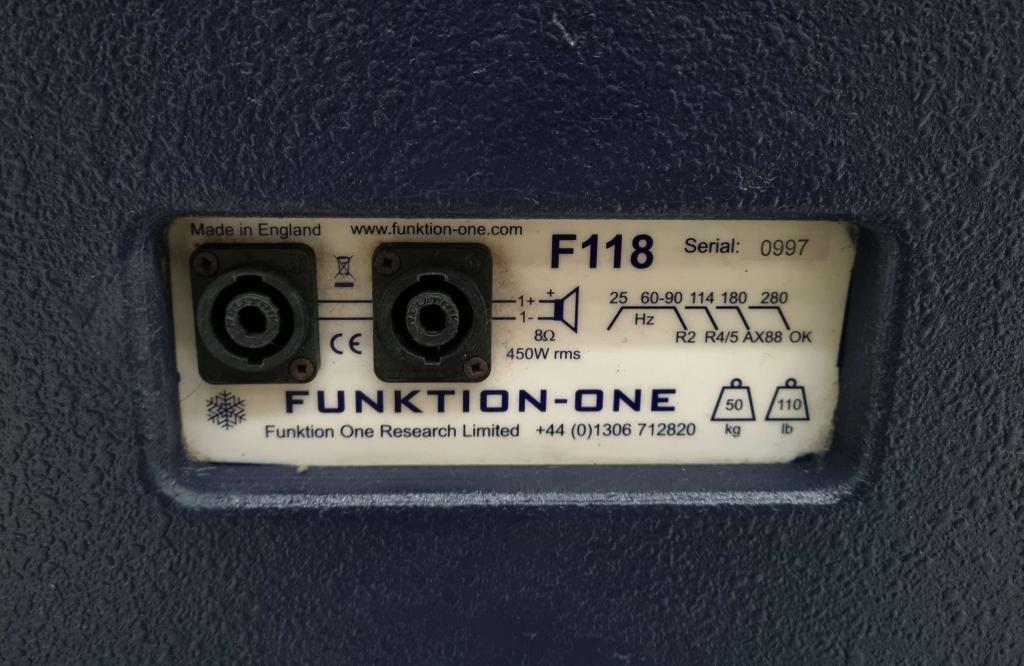 Made in England www.funktion-one.com F118 Serial: 0997
25 60-90 114 180 280
Hz
R2 R4/5 AX88 OK
1+ +
1-
8Ω
450W rms
CE
NEUTRIK
FUNKTION-ONE
Funktion One Research Limited +44 (0)1306 712820
50
kg
110
lb